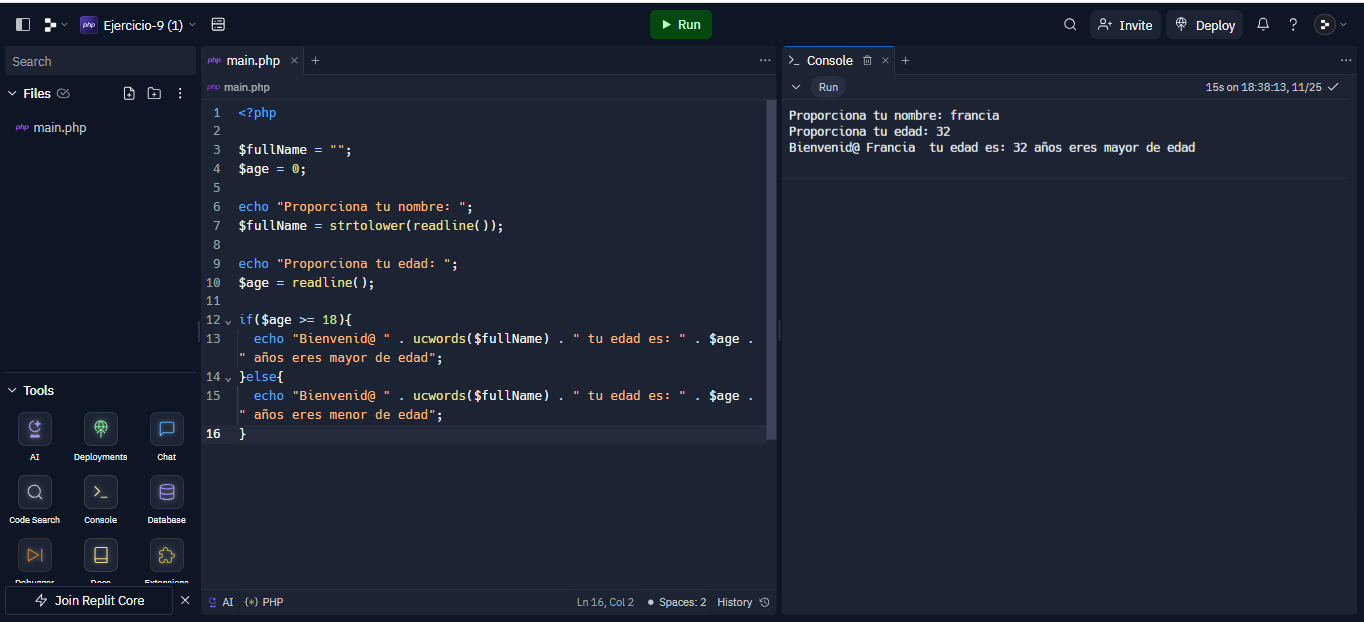 php Ejercicio-9 (1)
Run
Invite
Deploy
Search
Files
php main.php
Tools
AI
Deployments
Chat
Code Search
Console
Database
Debugger
Docs
Extensions
Join Replit Core
php main.php
php main.php
1 <?php
2
3 $fullName = "";
4 $age = 0;
5
6 echo "Proporciona tu nombre: ";
7 $fullName = strtolower(readline());
8
9 echo "Proporciona tu edad: ";
10 $age = readline();
11
12 if($age >= 18){
13 echo "Bienvenid@ " . ucwords($fullName) . " tu edad es: " . $age .
" años eres mayor de edad";
14 }else{
15 echo "Bienvenid@ " . ucwords($fullName) . " tu edad es: " . $age .
" años eres menor de edad";
16 }
AI {*} PHP
Ln 16, Col 2 Spaces: 2 History
Console
Run
15s on 18:38:13, 11/25
Proporciona tu nombre: francia
Proporciona tu edad: 32
Bienvenid@ Francia  tu edad es: 32 años eres mayor de edad